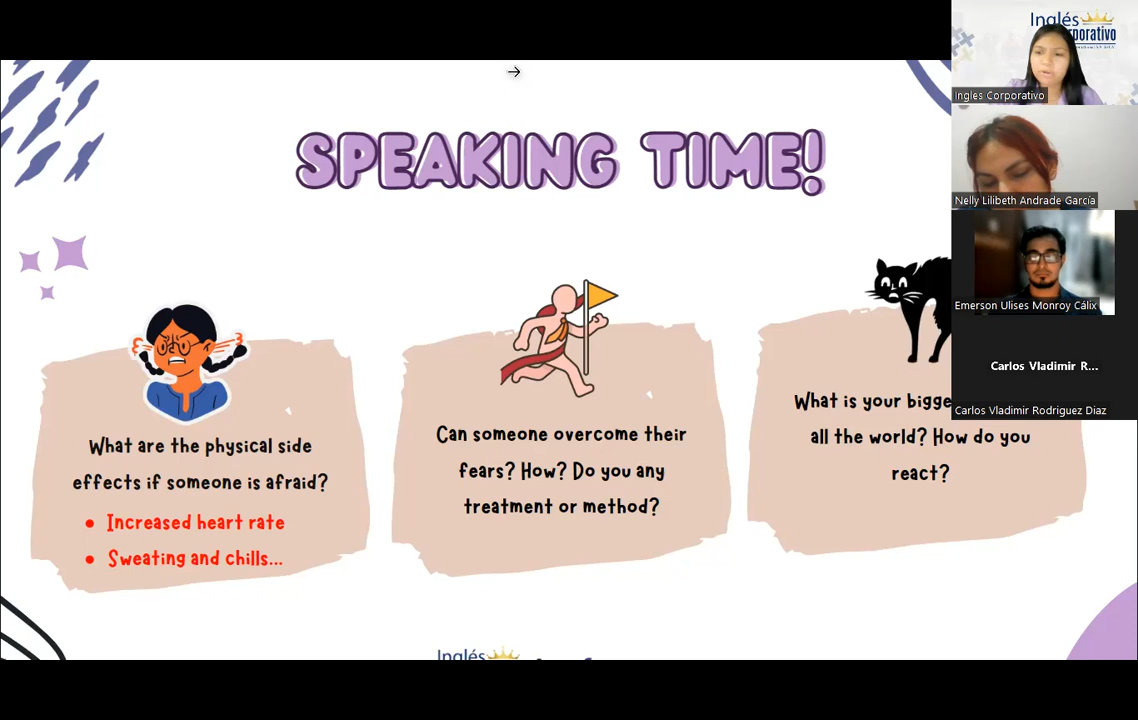 Inglés
Corporativo
Ingles Corporativo
Nelly Lilibeth Andrade García
Emerson Ulises Monroy Cálix
Carlos Vladimir R...
Carlos Vladimir Rodriguez Diaz
SPEAKING TIME!
What are the physical side
effects if someone is afraid?
• Increased heart rate
• Sweating and chills...
Can someone overcome their
fears? How? Do you any
treatment or method?
What is your bigge
all the world? How do you
react?
Inglés